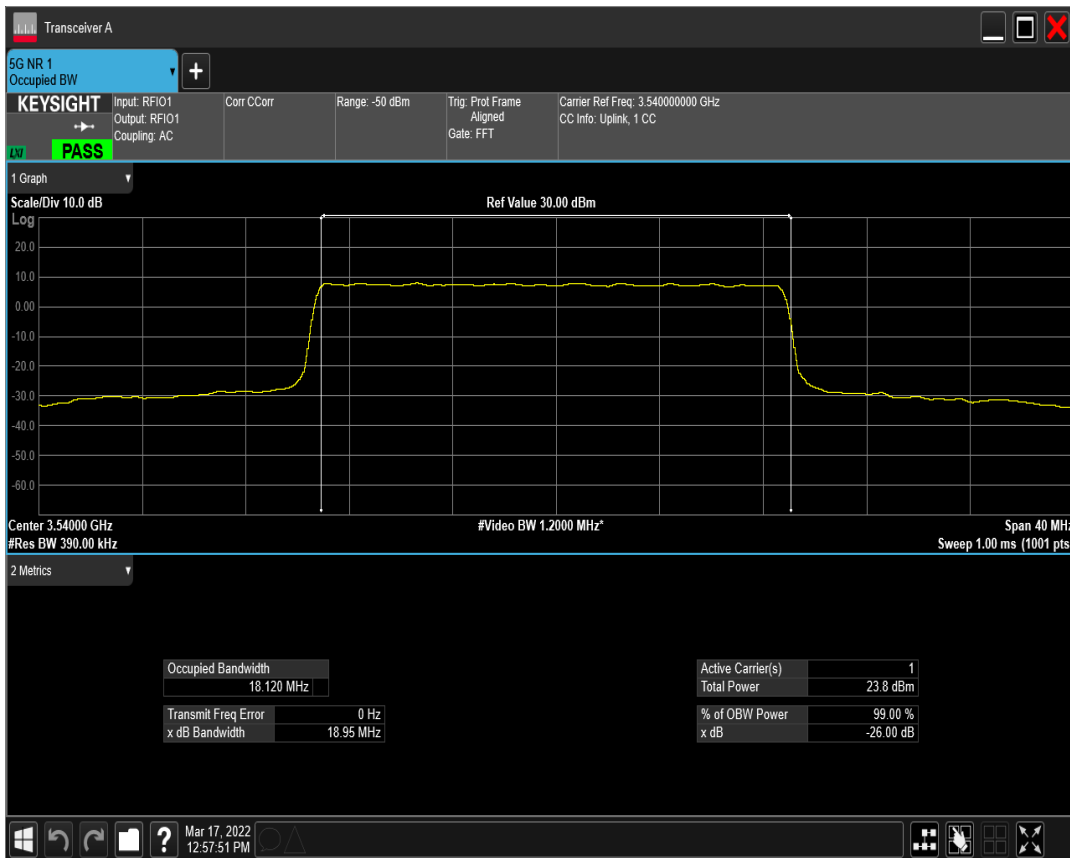 Transceiver A
5G NR 1
Occupied BW
+
KEYSIGHT
LXI
PASS
Input: RFIO1
Output: RFIO1
Coupling: AC
Corr CCorr
Range: -50 dBm
Trig: Prot Frame
Aligned
Gate: FFT
Carrier Ref Freq: 3.540000000 GHz
CC Info: Uplink, 1 CC
1 Graph
Scale/Div 10.0 dB
Ref Value 30.00 dBm
Log
20.0
10.0
0.00
-10.0
-20.0
-30.0
-40.0
-50.0
-60.0
Center 3.54000 GHz
#Video BW 1.2000 MHz*
Span 40 MHz
#Res BW 390.00 kHz
Sweep 1.00 ms (1001 pts
2 Metrics
Occupied Bandwidth
18.120 MHz
Transmit Freq Error 0 Hz
x dB Bandwidth 18.95 MHz
Active Carrier(s) 1
Total Power 23.8 dBm
% of OBW Power 99.00 %
x dB -26.00 dB
?
Mar 17, 2022
12:57:51 PM